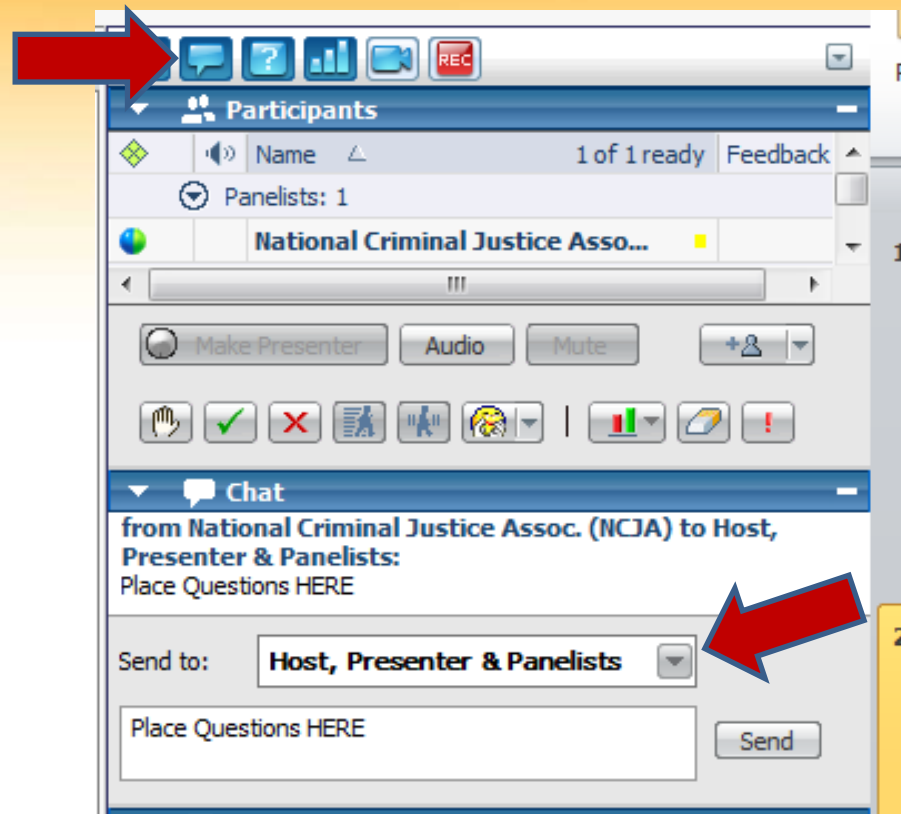 REC
Participants
Name 1 of 1 ready Feedback
Panelists: 1
National Criminal Justice Asso...
Make Presenter Audio Mute
Chat
from National Criminal Justice Assoc. (NCJA) to Host,
Presenter & Panelists:
Place Questions HERE
Send to: Host, Presenter & Panelists
Place Questions HERE
Send
1
2